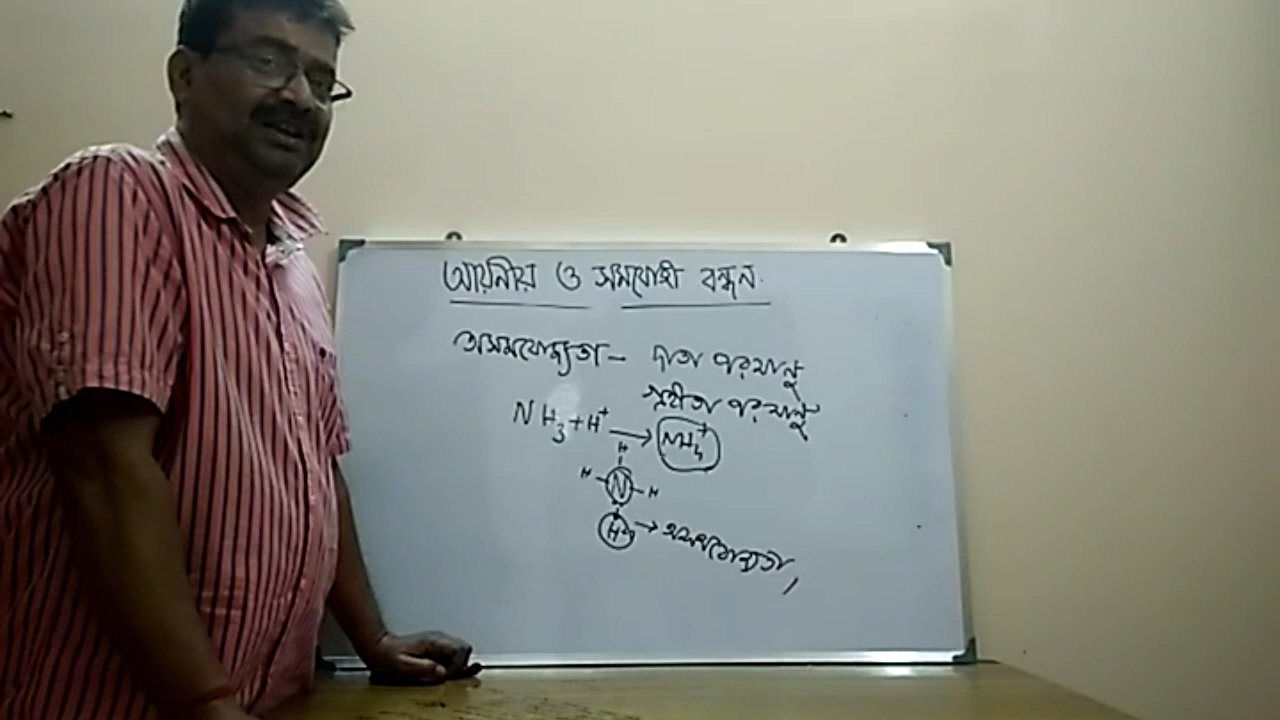 আয়নীয় ও সমযোজী বন্ধন.
অসমযোজ্যতা – দাতা পরমাণু
গ্রহীতা পরমাণু
NH₃ + H⁺ → NH₄⁺
H
H N H
H⁺ → অসমযোজ্যতা,